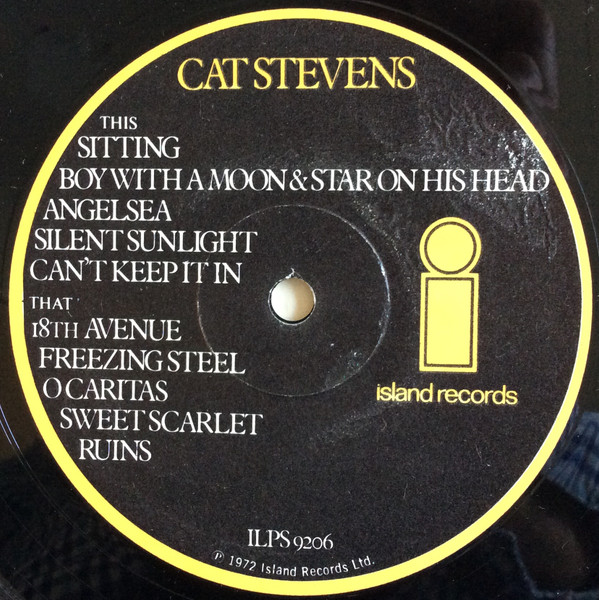 CAT STEVENS
THIS
SITTING
BOY WITH A MOON & STAR ON HIS HEAD
ANGELSEA
SILENT SUNLIGHT
CAN'T KEEP IT IN
THAT
18TH AVENUE
FREEZING STEEL
O CARITAS
SWEET SCARLET
RUINS
island records
ILPS 9206
℗ 1972 Island Records Ltd.